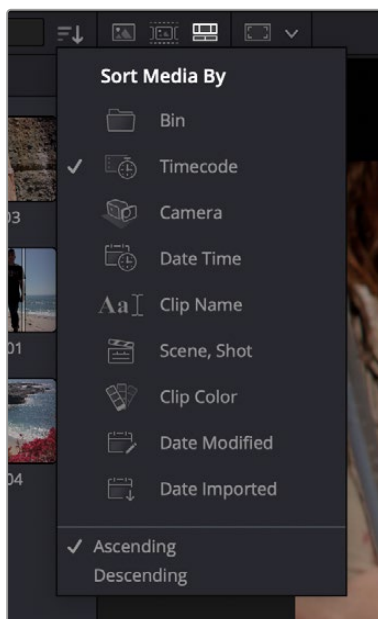 Sort Media By
Bin
Timecode
Camera
Date Time
Aa Clip Name
Scene, Shot
Clip Color
Date Modified
Date Imported
03
01
04
Ascending
Descending